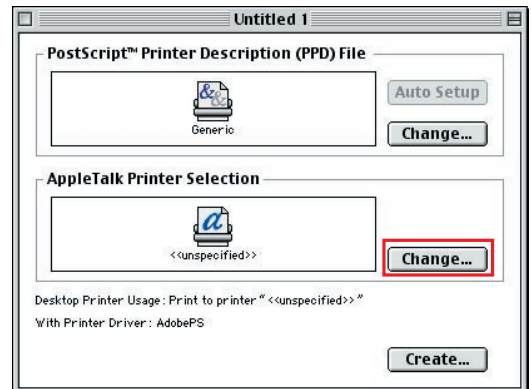 Untitled 1
PostScript™ Printer Description (PPD) File
Generic
Auto Setup
Change...
AppleTalk Printer Selection
<<unspecified>>
Change...
Desktop Printer Usage: Print to printer "<<unspecified>>"
With Printer Driver: AdobePS
Create...